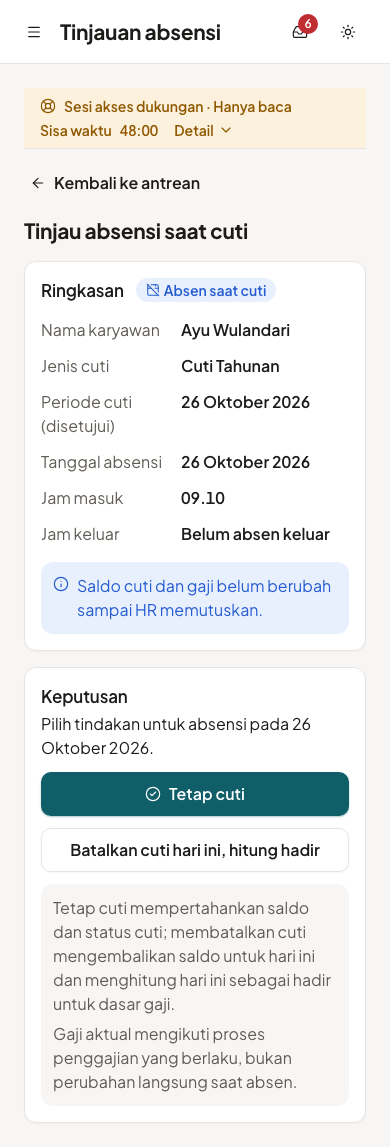 Tinjauan absensi
6
Sesi akses dukungan · Hanya baca
Sisa waktu 48:00 Detail
Kembali ke antrean
Tinjau absensi saat cuti
Ringkasan
Absen saat cuti
Nama karyawan
Ayu Wulandari
Jenis cuti
Cuti Tahunan
Periode cuti
(disetujui)
26 Oktober 2026
Tanggal absensi
26 Oktober 2026
Jam masuk
09.10
Jam keluar
Belum absen keluar
Saldo cuti dan gaji belum berubah
sampai HR memutuskan.
Keputusan
Pilih tindakan untuk absensi pada 26
Oktober 2026.
Tetap cuti
Batalkan cuti hari ini, hitung hadir
Tetap cuti mempertahankan saldo
dan status cuti; membatalkan cuti
mengembalikan saldo untuk hari ini
dan menghitung hari ini sebagai hadir
untuk dasar gaji.
Gaji aktual mengikuti proses
penggajian yang berlaku, bukan
perubahan langsung saat absen.